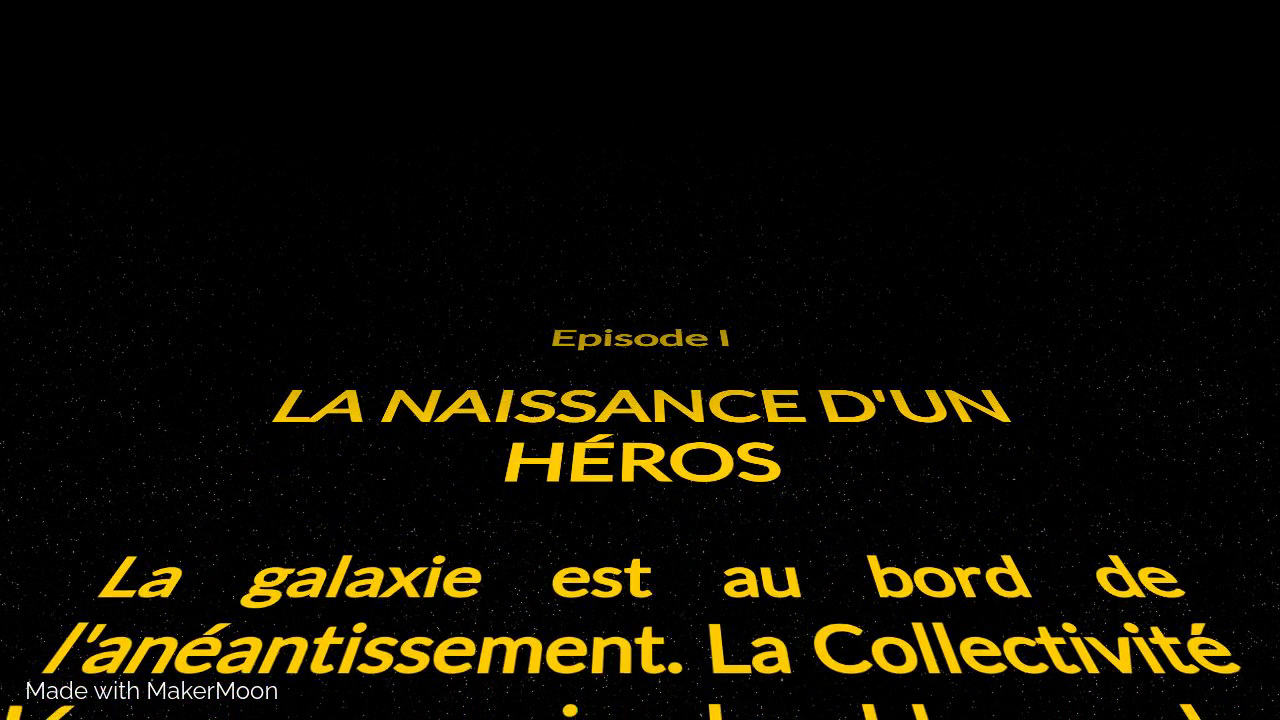 Episode I
LA NAISSANCE D'UN
HÉROS
La galaxie est au bord de
l'anéantissement. La Collectivité
Made with MakerMoon